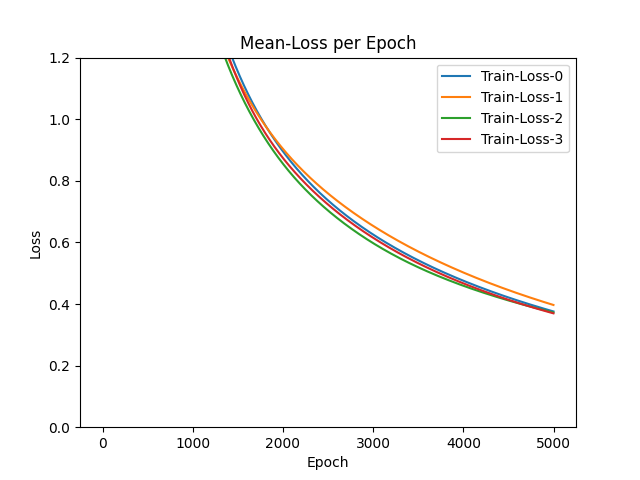 Mean-Loss per Epoch
Train-Loss-0
Train-Loss-1
Train-Loss-2
Train-Loss-3
1.2
1.0
0.8
0.6
0.4
0.2
0.0
Loss
0 1000 2000 3000 4000 5000
Epoch